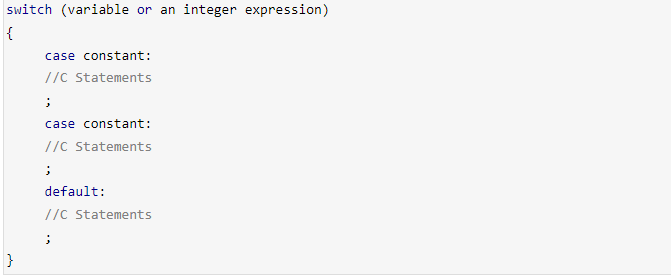 switch (variable or an integer expression)
{
case constant:
//C Statements
;
case constant:
//C Statements
;
default:
//C Statements
;
}